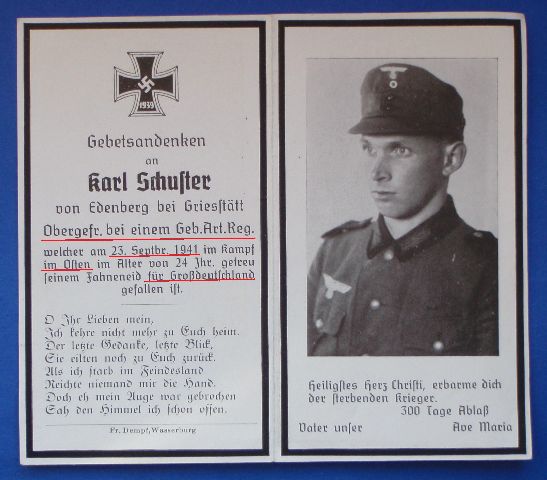 1939
Gebetsandenken
an
Karl Schuster
von Edenberg bei Griesstätt
Obergefr. bei einem Geb. Art. Reg.
welcher am 23. Septbr. 1941 im Kampf
im Osten im Alter von 24 Jhr. getreu
seinem Fahneneid für Großdeutschland
gefallen ist.
O Ihr Lieben mein,
Ich kehre nicht mehr zu Euch heim.
Der letzte Gedanke, letzte Blick,
Sie eilten noch zu Euch zurück.
Als ich starb im Feindesland
Reichte niemand mir die Hand.
Doch eh mein Auge war gebrochen
Sah den Himmel ich schon offen.
Fr. Dempf, Wasserburg
Heiligstes Herz Christi, erbarme dich
der sterbenden Krieger.
300 Tage Ablaß
Vater unser Ave Maria